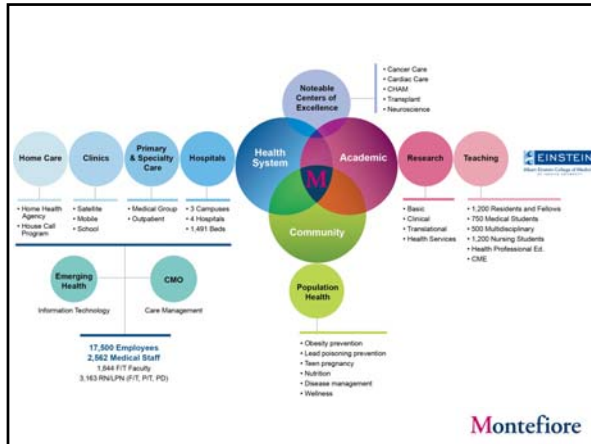 Noteable
Centers of
Excellence
• Cancer Care
• Cardiac Care
• CHAM
• Transplant
• Neuroscience
Home Care
Clinics
Primary
& Specialty
Care
Hospitals
Health
System
Academic
M
Community
Research
Teaching
EINSTEIN
Albert Einstein College of Medicine
• Home Health
Agency
• House Call
Program
• Satellite
• Mobile
• School
• Medical Group
• Outpatient
• 3 Campuses
• 4 Hospitals
• 1,491 Beds
• Basic
• Clinical
• Translational
• Health Services
• 1,200 Residents and Fellows
• 750 Medical Students
• 500 Multidisciplinary
• 1,200 Nursing Students
• Health Professional Ed.
• CME
Emerging
Health
CMO
Information Technology
Care Management
Population
Health
17,500 Employees
2,562 Medical Staff
1,644 F/T Faculty
3,163 RN/LPN (F/T, P/T, PD)
• Obesity prevention
• Lead poisoning prevention
• Teen pregnancy
• Nutrition
• Disease management
• Wellness
Montefiore